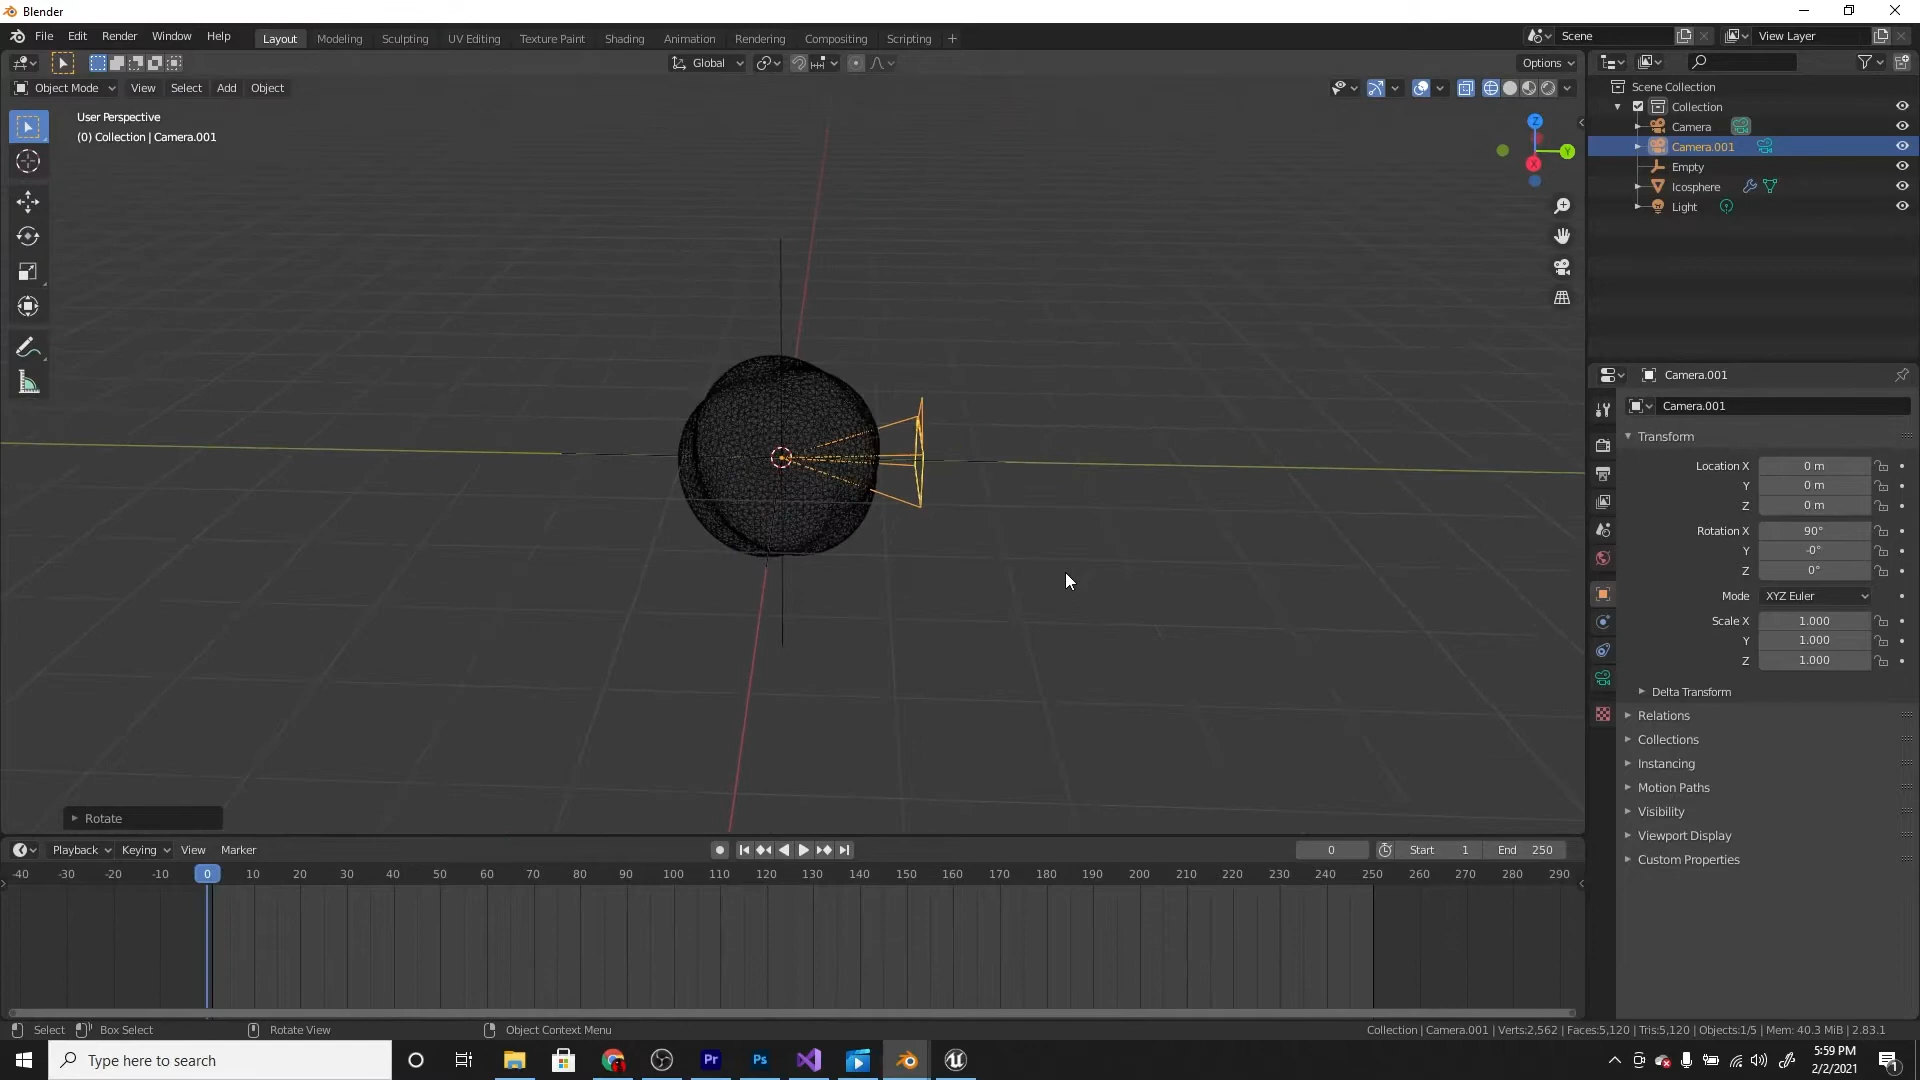 Blender
File Edit Render Window Help
Layout Modeling Sculpting UV Editing Texture Paint Shading Animation Rendering Compositing Scripting +
Scene
View Layer
Global
Options
Object Mode View Select Add Object
User Perspective
(0) Collection | Camera.001
Z
Y
X
Scene Collection
Collection
Camera
Camera.001
Empty
Icosphere
Light
Camera.001
Camera.001
Transform
Location X 0 m
Y 0 m
Z 0 m
Rotation X 90°
Y -0°
Z 0°
Mode XYZ Euler
Scale X 1.000
Y 1.000
Z 1.000
Delta Transform
Relations
Collections
Instancing
Motion Paths
Visibility
Viewport Display
Custom Properties
Rotate
Playback Keying View Marker
0
Start 1 End 250
-40 -30 -20 -10 0 10 20 30 40 50 60 70 80 90 100 110 120 130 140 150 160 170 180 190 200 210 220 230 240 250 260 270 280 290
Select Box Select Rotate View Object Context Menu
Collection | Camera.001 | Verts:2,562 | Faces:5,120 | Tris:5,120 | Objects:1/5 | Mem: 40.3 MiB | 2.83.1
Type here to search
Pr
Ps
5:59 PM
2/2/2021
1